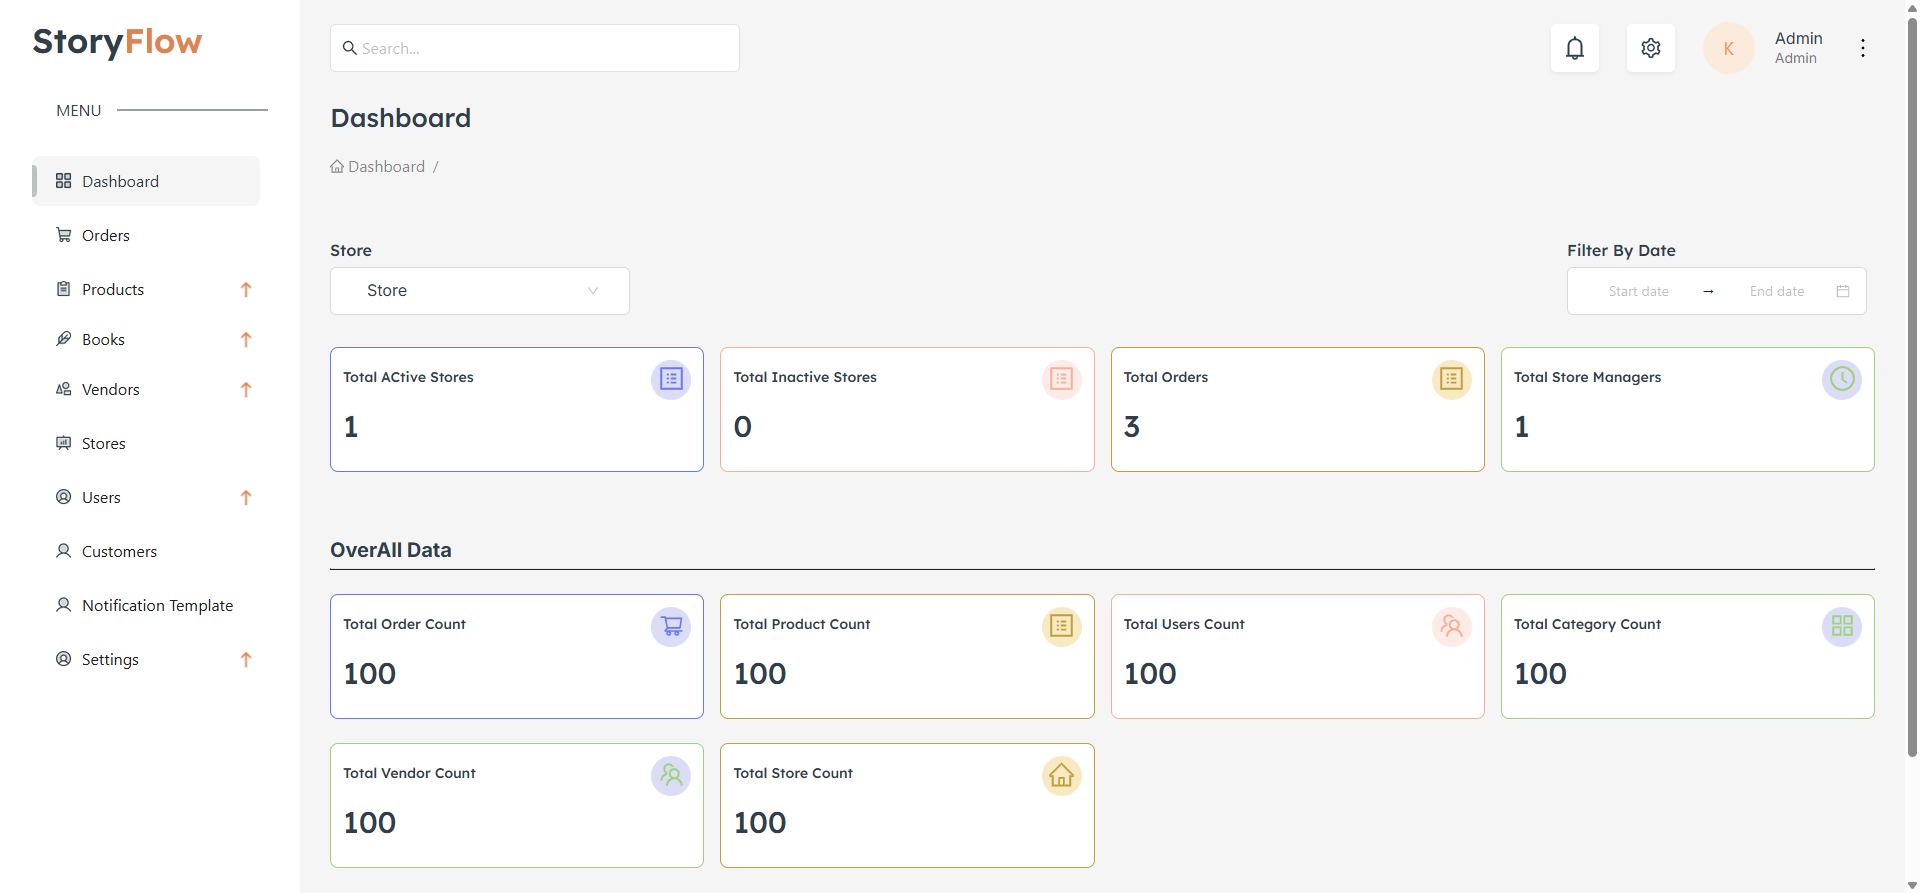 StoryFlow
MENU
Dashboard
Orders
Products
Books
Vendors
Stores
Users
Customers
Notification Template
Settings
Search...
K
Admin
Admin
Dashboard
Dashboard /
Store
Store
Filter By Date
Start date → End date
Total ACtive Stores
1
Total Inactive Stores
0
Total Orders
3
Total Store Managers
1
OverAll Data
Total Order Count
100
Total Product Count
100
Total Users Count
100
Total Category Count
100
Total Vendor Count
100
Total Store Count
100